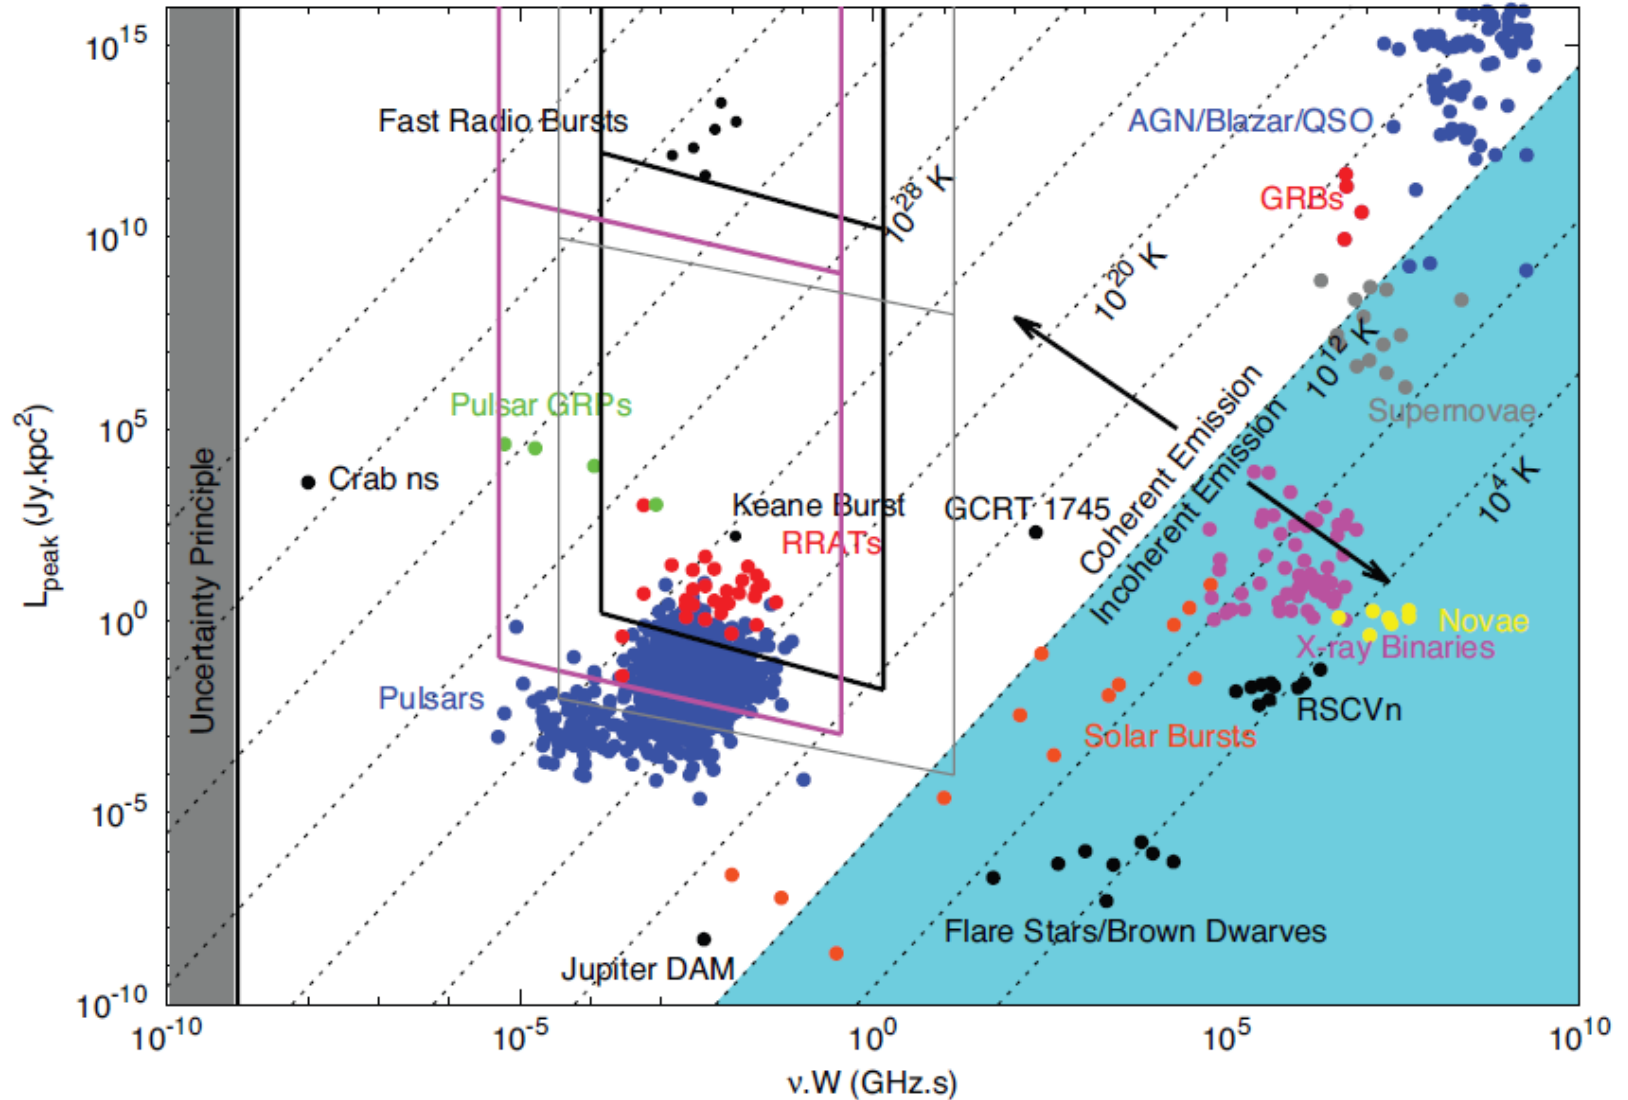 10^15
Fast Radio Bursts
AGN/Blazar/QSO
10^28 K
GRBs
10^10
10^20 K
10^12 K
Pulsar GRPs
Supernovae
10^5
Coherent Emission
Incoherent Emission
L_peak (Jy.kpc^2)
Uncertainty Principle
Crab ns
10^4 K
Keane Burst
GCRT 1745
RRATs
10^0
Novae
X-ray Binaries
Pulsars
RSCVn
Solar Bursts
10^-5
Flare Stars/Brown Dwarves
Jupiter DAM
10^-10
10^-10 10^-5 10^0 10^5 10^10
ν.W (GHz.s)